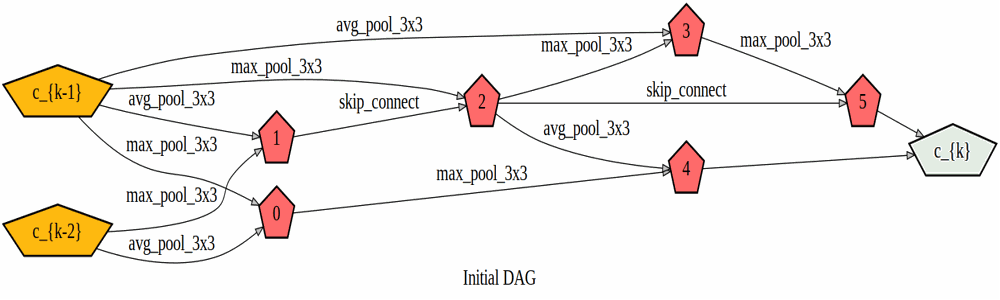 avg_pool_3x3
3
max_pool_3x3
max_pool_3x3
max_pool_3x3
c_{k-1}
avg_pool_3x3
skip_connect
2
skip_connect
5
1
avg_pool_3x3
max_pool_3x3
c_{k}
4
max_pool_3x3
max_pool_3x3
0
c_{k-2}
avg_pool_3x3
Initial DAG